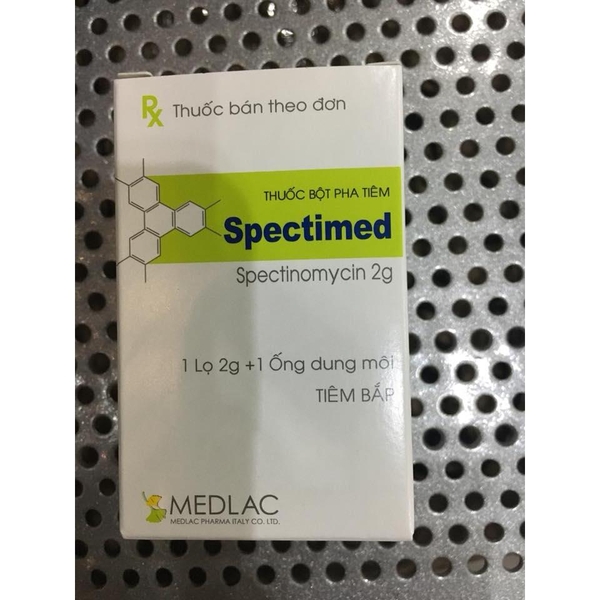 Rx Thuốc bán theo đơn
THUỐC BỘT PHA TIÊM
Spectimed
Spectinomycin 2g
1 Lọ 2g +1 Ống dung môi
TIÊM BẮP
MEDLAC
MEDLAC PHARMA ITALY CO. LTD.